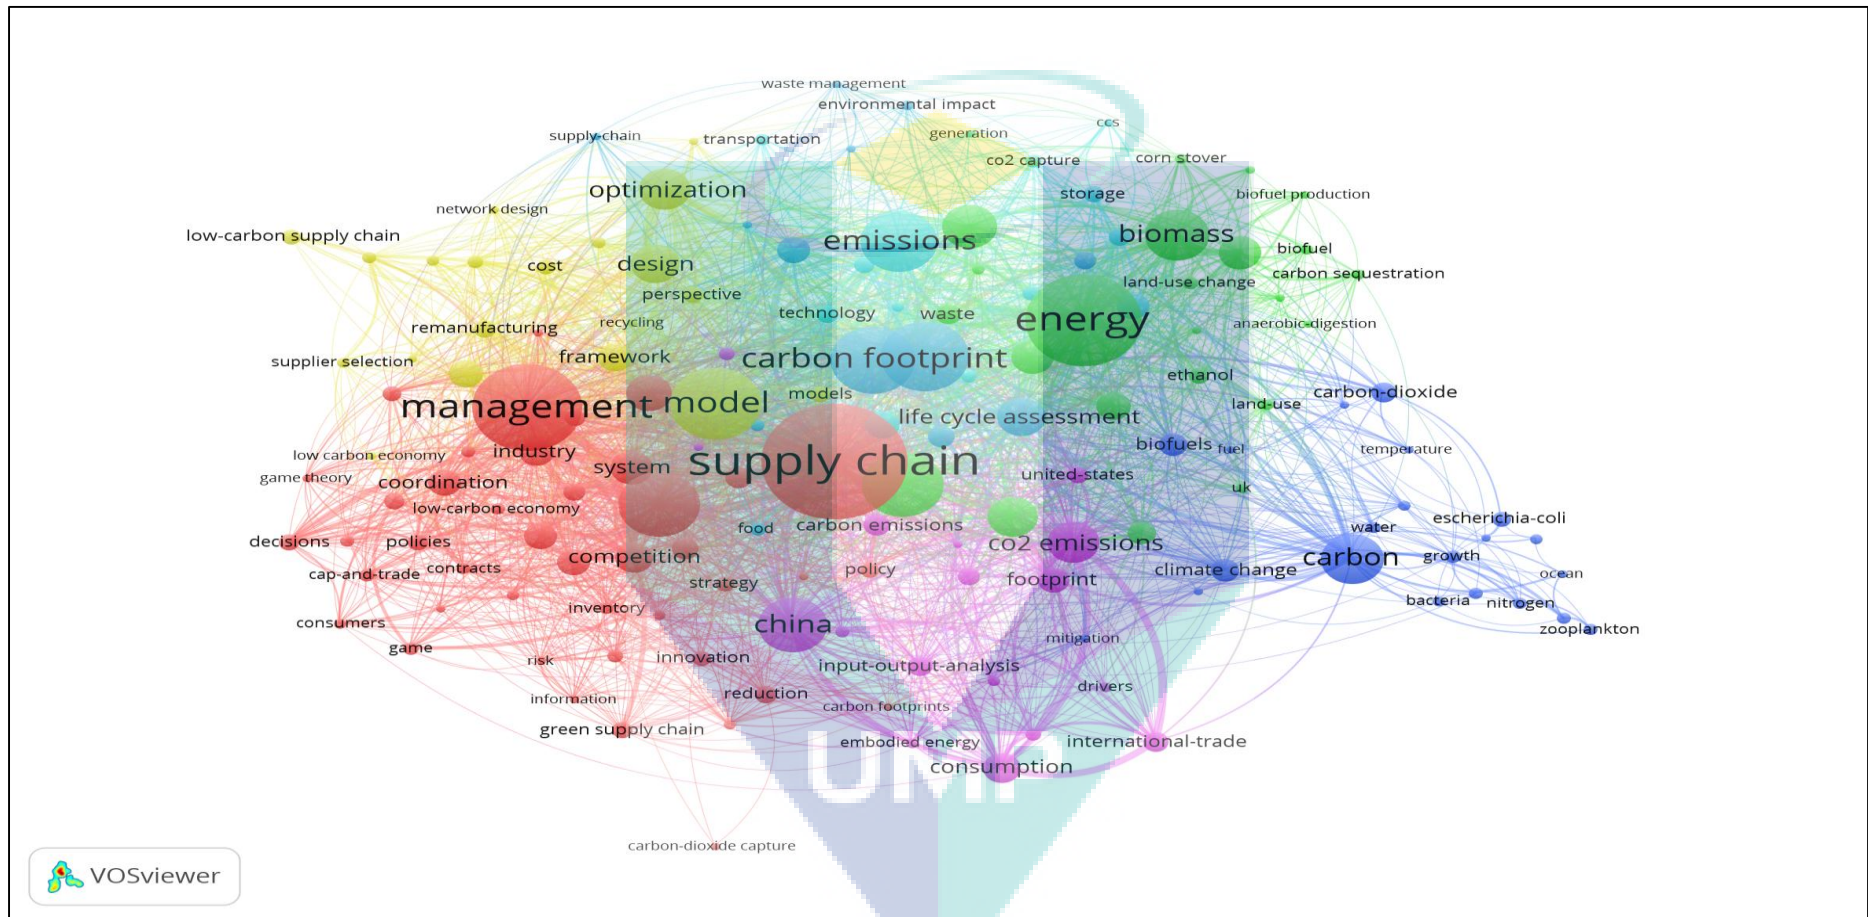 waste management
environmental impact
ccs
generation
supply-chain
transportation
co2 capture
corn stover
optimization
storage
biofuel production
network design
low-carbon supply chain
emissions
biomass
biofuel
cost
design
carbon sequestration
land-use change
perspective
technology
waste
energy
recycling
anaerobic-digestion
remanufacturing
supplier selection
framework
carbon footprint
ethanol
models
carbon-dioxide
management
model
land-use
life cycle assessment
biofuels
fuel
temperature
low carbon economy
industry
game theory
system
supply chain
united-states
coordination
uk
low-carbon economy
food
carbon emissions
water
escherichia-coli
decisions
policies
competition
co2 emissions
carbon
growth
cap-and-trade
contracts
strategy
policy
footprint
climate change
ocean
inventory
bacteria
nitrogen
consumers
china
zooplankton
game
mitigation
risk
innovation
input-output-analysis
information
reduction
drivers
carbon footprints
green supply chain
embodied energy
international-trade
consumption
UMP
carbon-dioxide capture
VOSviewer